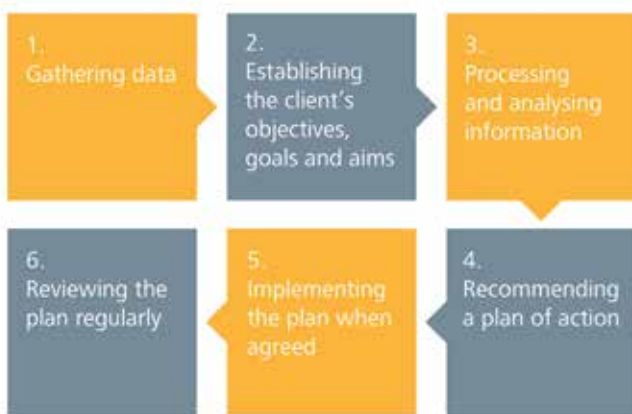 1.
Gathering data
2.
Establishing
the client's
objectives,
goals and aims
3.
Processing
and analysing
information
4.
Recommending
a plan of action
5.
Implementing
the plan when
agreed
6.
Reviewing the
plan regularly